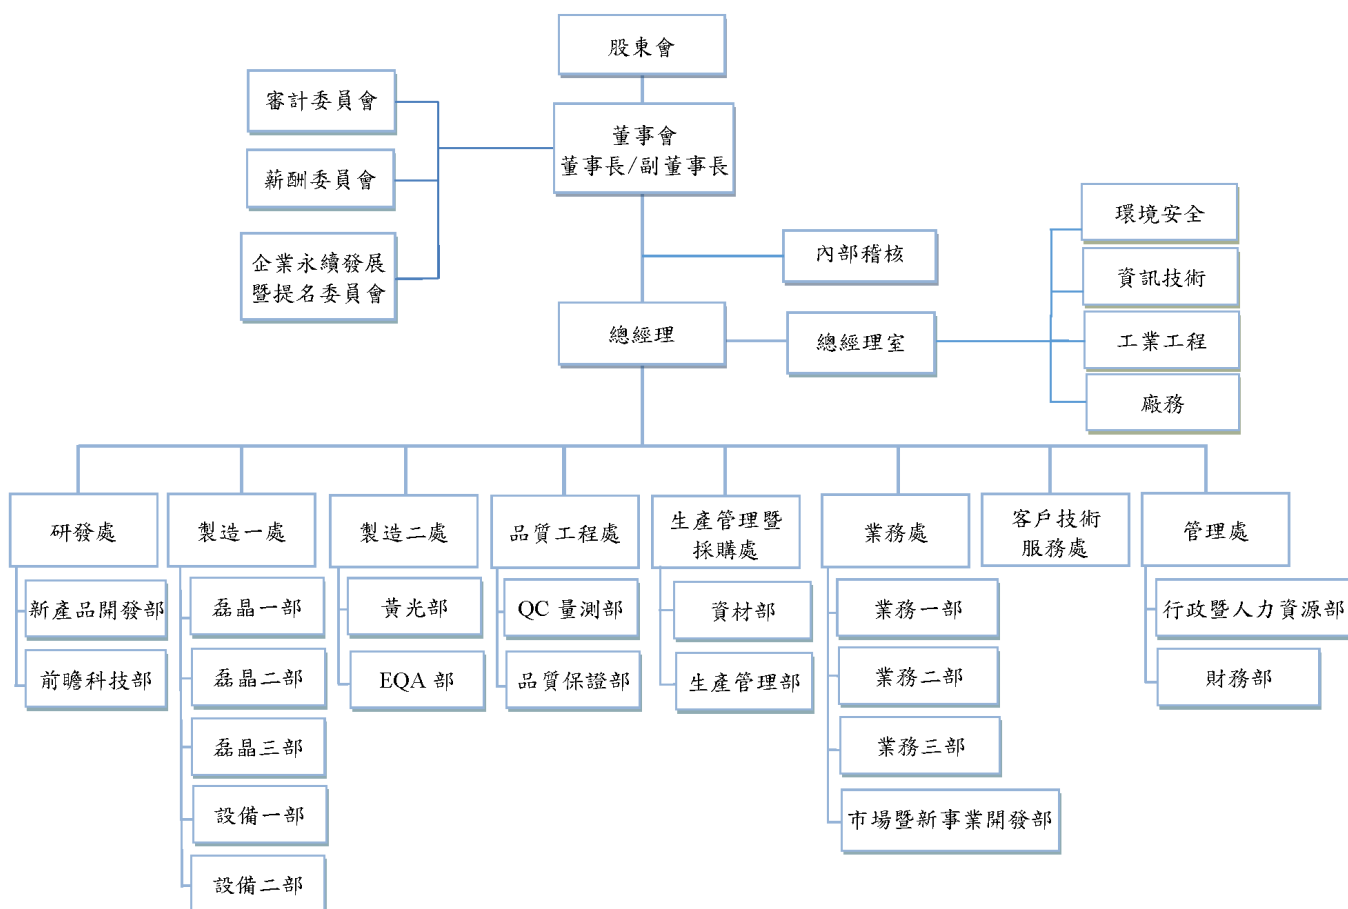 股東會
審計委員會
董事會
董事長/副董事長
薪酬委員會
企業永續發展
暨提名委員會
內部稽核
總經理
總經理室
環境安全
資訊技術
工業工程
廠務
研發處
製造一處
製造二處
品質工程處
生產管理暨
採購處
業務處
客戶技術
服務處
管理處
新產品開發部
前瞻科技部
磊晶一部
磊晶二部
磊晶三部
設備一部
設備二部
黃光部
EQA 部
QC 量測部
品質保證部
資材部
生產管理部
業務一部
業務二部
業務三部
市場暨新事業開發部
行政暨人力資源部
財務部